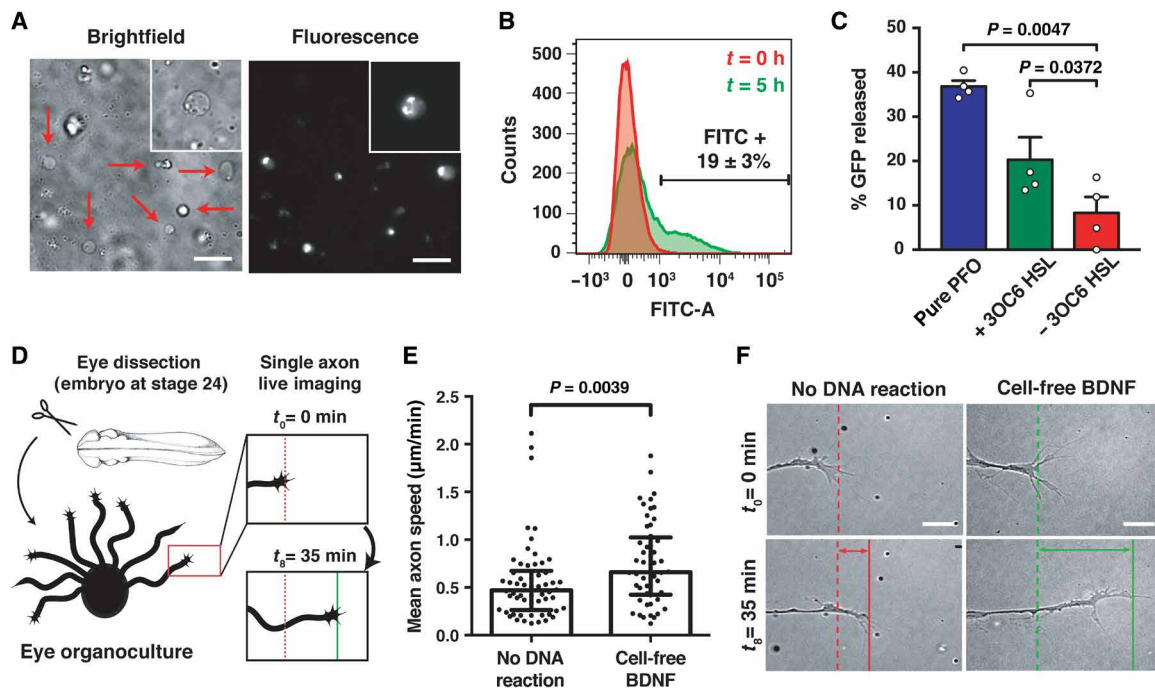 A
Brightfield
Fluorescence
B
500
400
300
200
100
0
Counts
t = 0 h
t = 5 h
FITC +
19 ± 3%
−10³ 0 10³ 10⁴ 10⁵
FITC-A
C
P = 0.0047
P = 0.0372
50
40
30
20
10
0
% GFP released
Pure PFO
+ 3OC6 HSL
− 3OC6 HSL
D
Eye dissection
(embryo at stage 24)
Single axon
live imaging
t₀= 0 min
t₈= 35 min
Eye organoculture
E
P = 0.0039
2.5
2.0
1.5
1.0
0.5
0.0
Mean axon speed (μm/min)
No DNA
reaction
Cell-free
BDNF
F
No DNA reaction
Cell-free BDNF
t₀= 0 min
t₈= 35 min